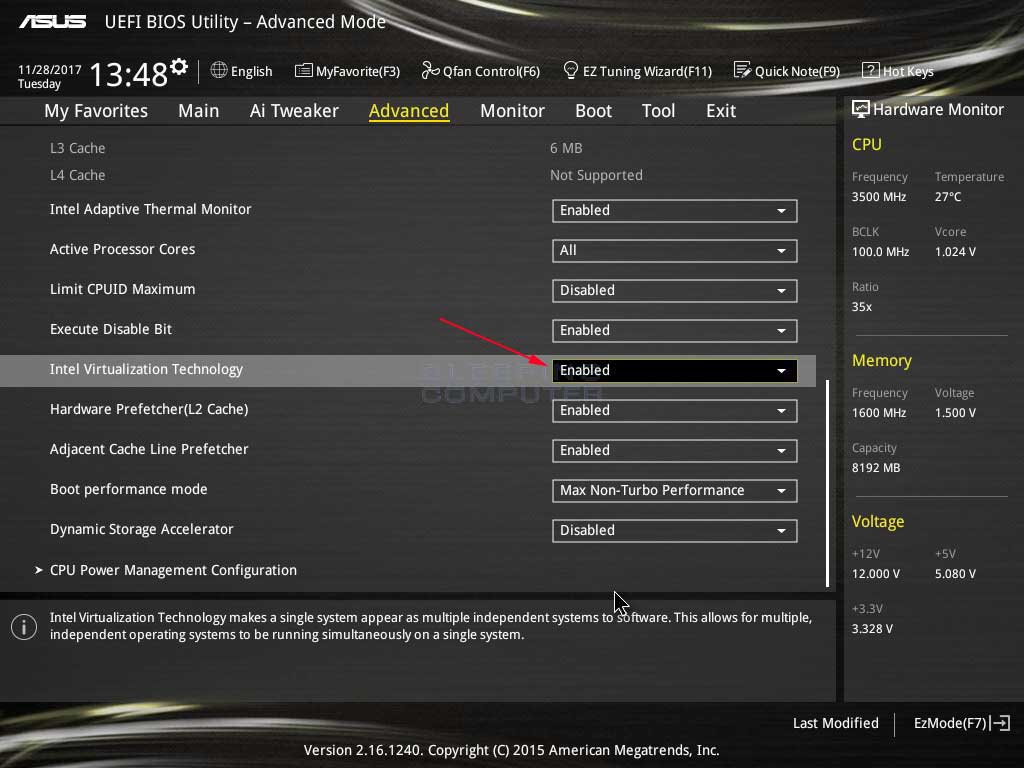 ASUS UEFI BIOS Utility – Advanced Mode
11/28/2017
Tuesday
13:48
English MyFavorite(F3) Qfan Control(F6) EZ Tuning Wizard(F11) Quick Note(F9) Hot Keys
My Favorites Main Ai Tweaker Advanced Monitor Boot Tool Exit
L3 Cache 6 MB
L4 Cache Not Supported
Intel Adaptive Thermal Monitor Enabled
Active Processor Cores All
Limit CPUID Maximum Disabled
Execute Disable Bit Enabled
Intel Virtualization Technology Enabled
BLEEPING
COMPUTER
Hardware Prefetcher(L2 Cache) Enabled
Adjacent Cache Line Prefetcher Enabled
Boot performance mode Max Non-Turbo Performance
Dynamic Storage Accelerator Disabled
CPU Power Management Configuration
Intel Virtualization Technology makes a single system appear as multiple independent systems to software. This allows for multiple,
independent operating systems to be running simultaneously on a single system.
Hardware Monitor
CPU
Frequency Temperature
3500 MHz 27°C
BCLK Vcore
100.0 MHz 1.024 V
Ratio
35x
Memory
Frequency Voltage
1600 MHz 1.500 V
Capacity
8192 MB
Voltage
+12V +5V
12.000 V 5.080 V
+3.3V
3.328 V
Last Modified EzMode(F7)
Version 2.16.1240. Copyright (C) 2015 American Megatrends, Inc.